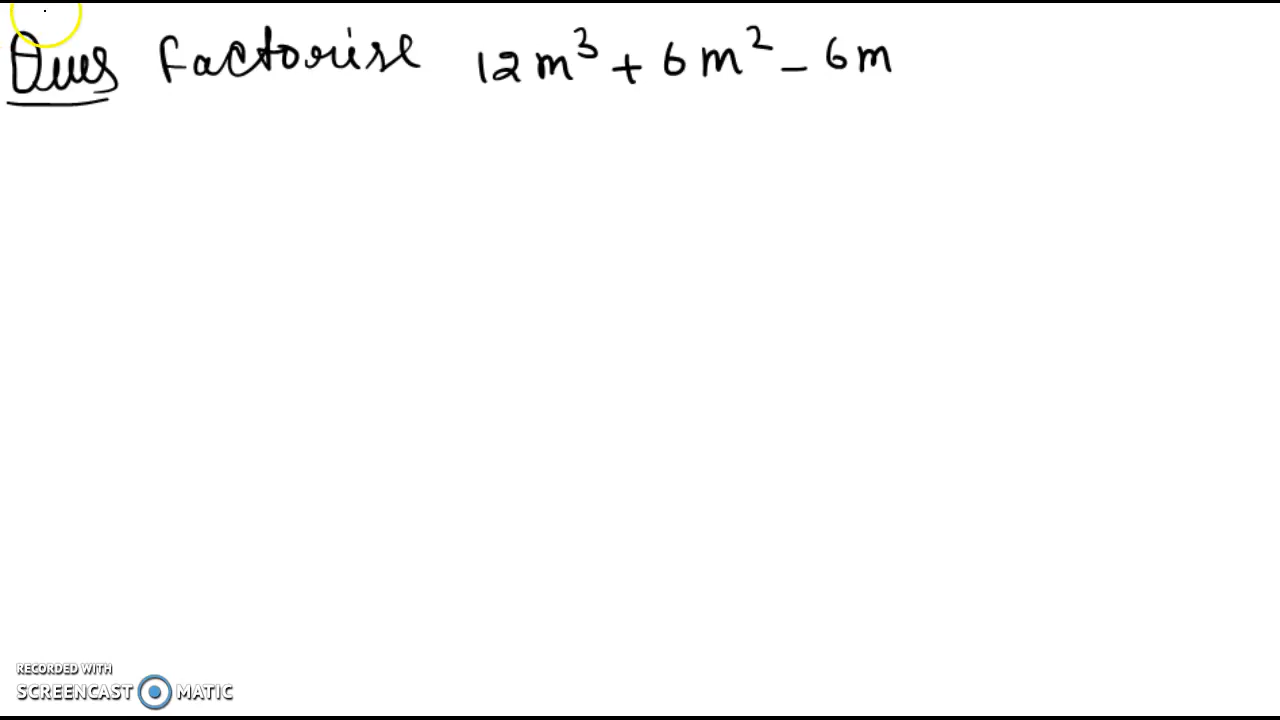 Ques Factorise 12m³ + 6m² - 6m
RECORDED WITH
SCREENCAST MATIC